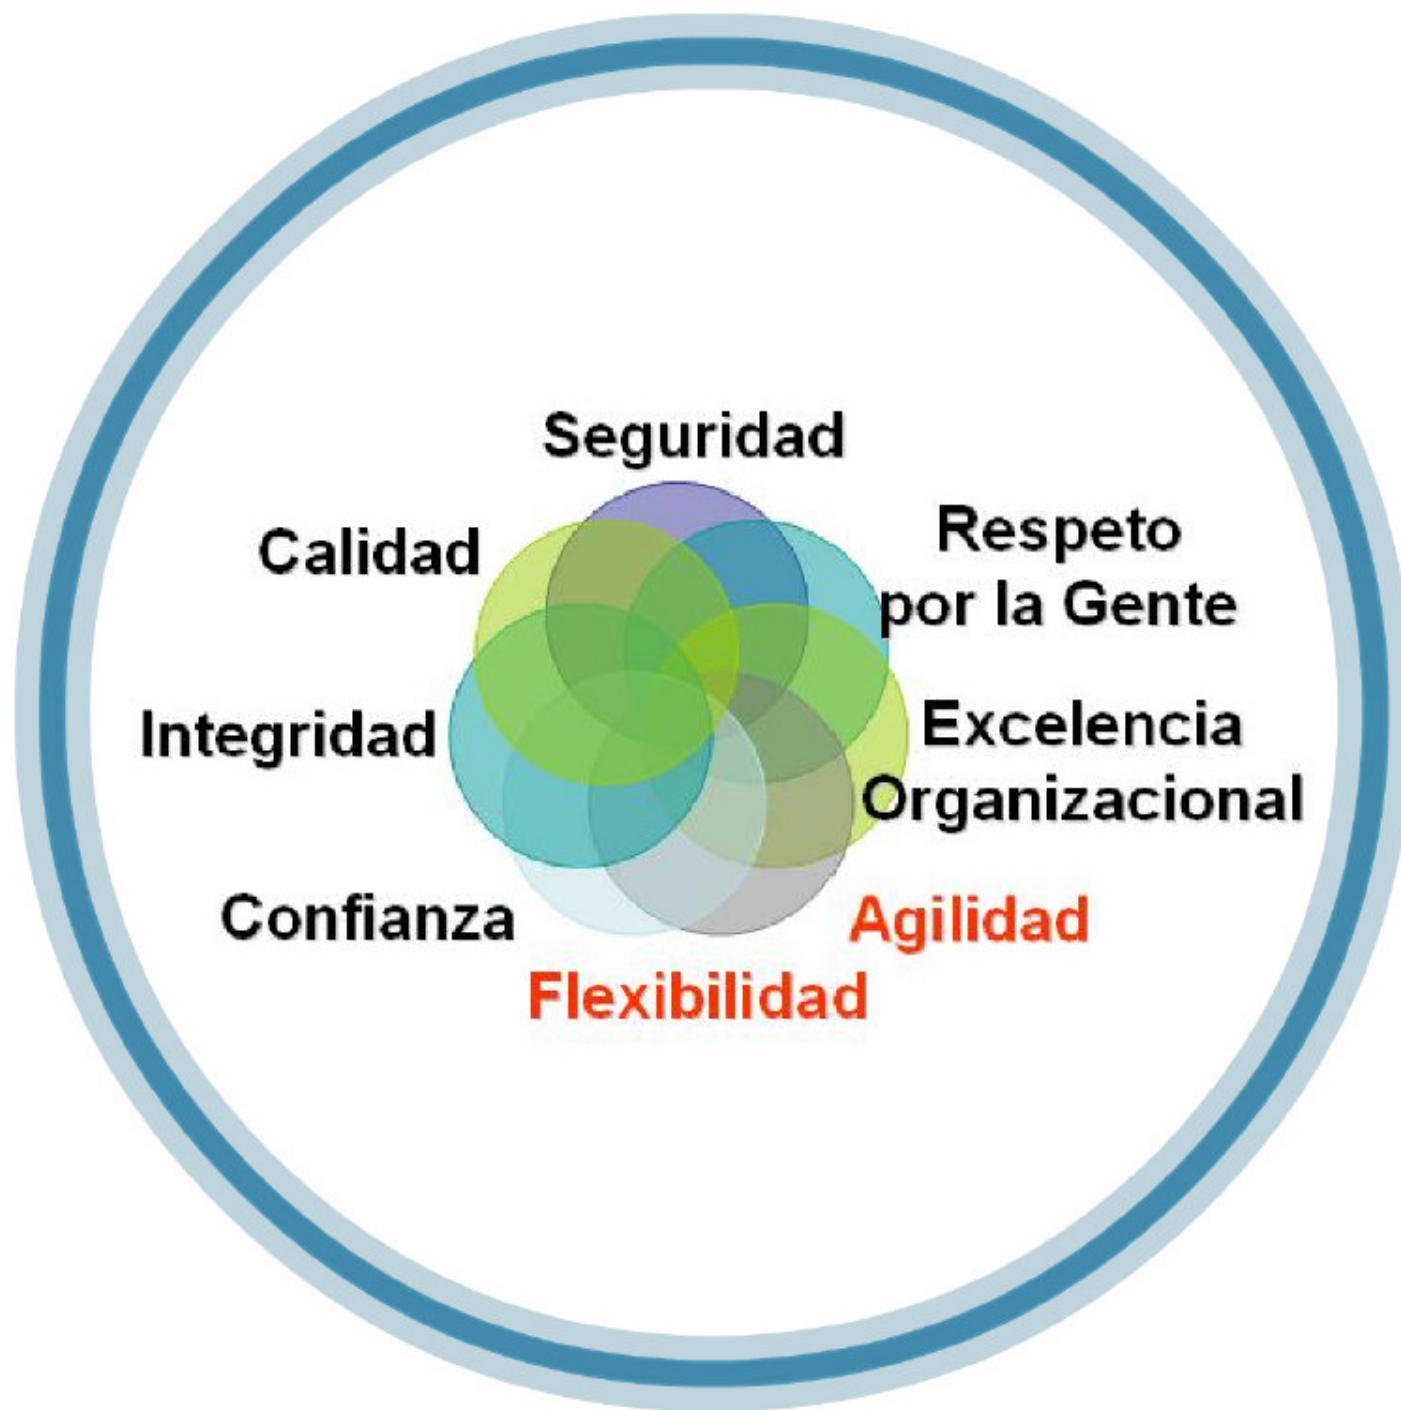 Seguridad
Respeto
por la Gente
Calidad
Excelencia
Organizacional
Integridad
Agilidad
Confianza
Flexibilidad